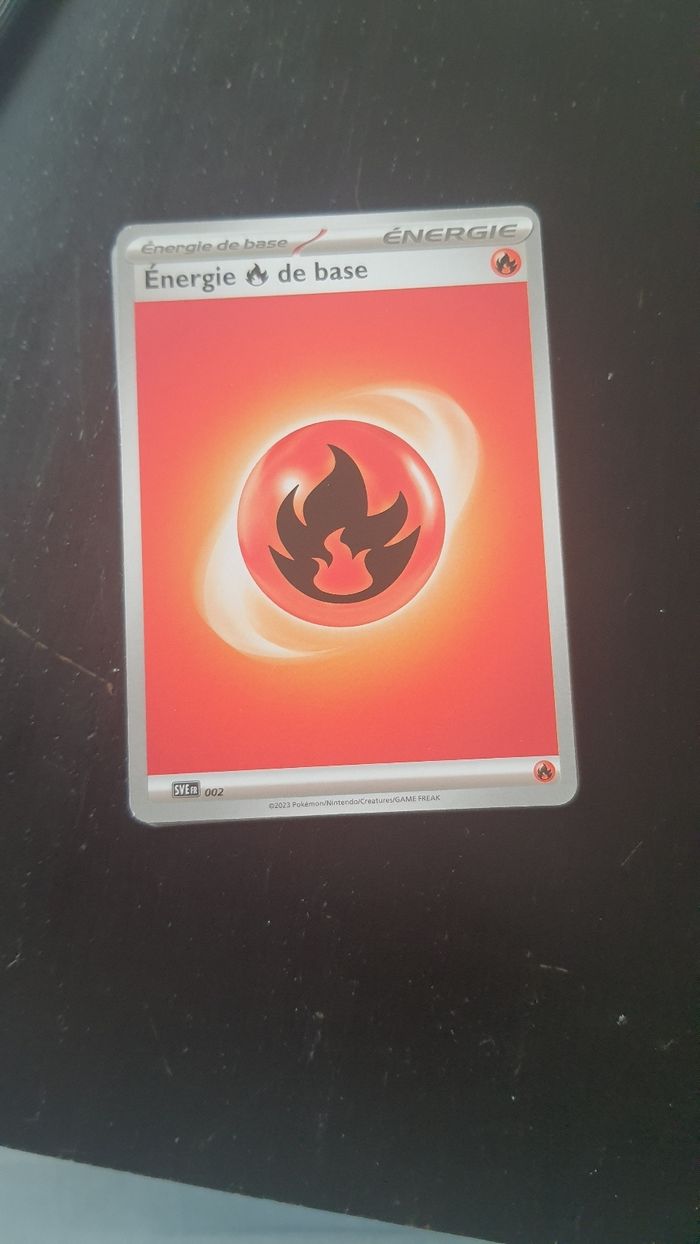 Énergie de base ÉNERGIE
Énergie de base
SVE FR 002
©2023 Pokémon/Nintendo/Creatures/GAME FREAK